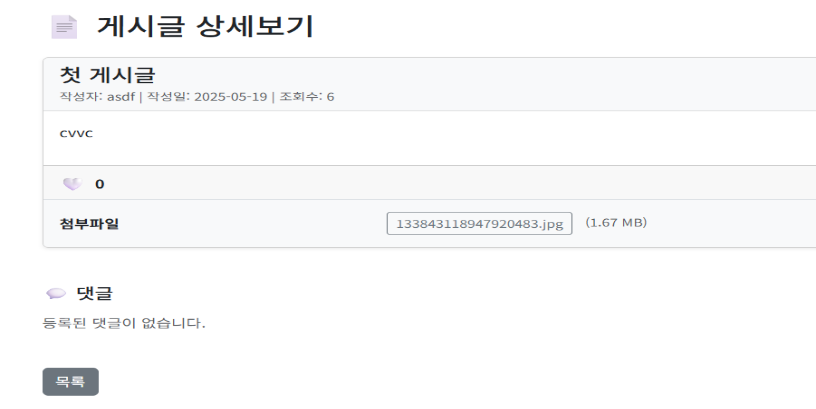 게시글 상세보기
첫 게시글
작성자: asdf | 작성일: 2025-05-19 | 조회수: 6
cvvc
0
첨부파일 133843118947920483.jpg (1.67 MB)
댓글
등록된 댓글이 없습니다.
목록